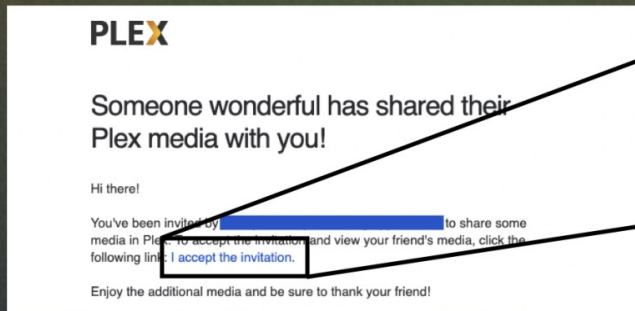 PLEX
Someone wonderful has shared their
Plex media with you!
Hi there!
You've been invited by to share some
media in Plex. To accept the invitation and view your friend's media, click the
following link: I accept the invitation.
Enjoy the additional media and be sure to thank your friend!